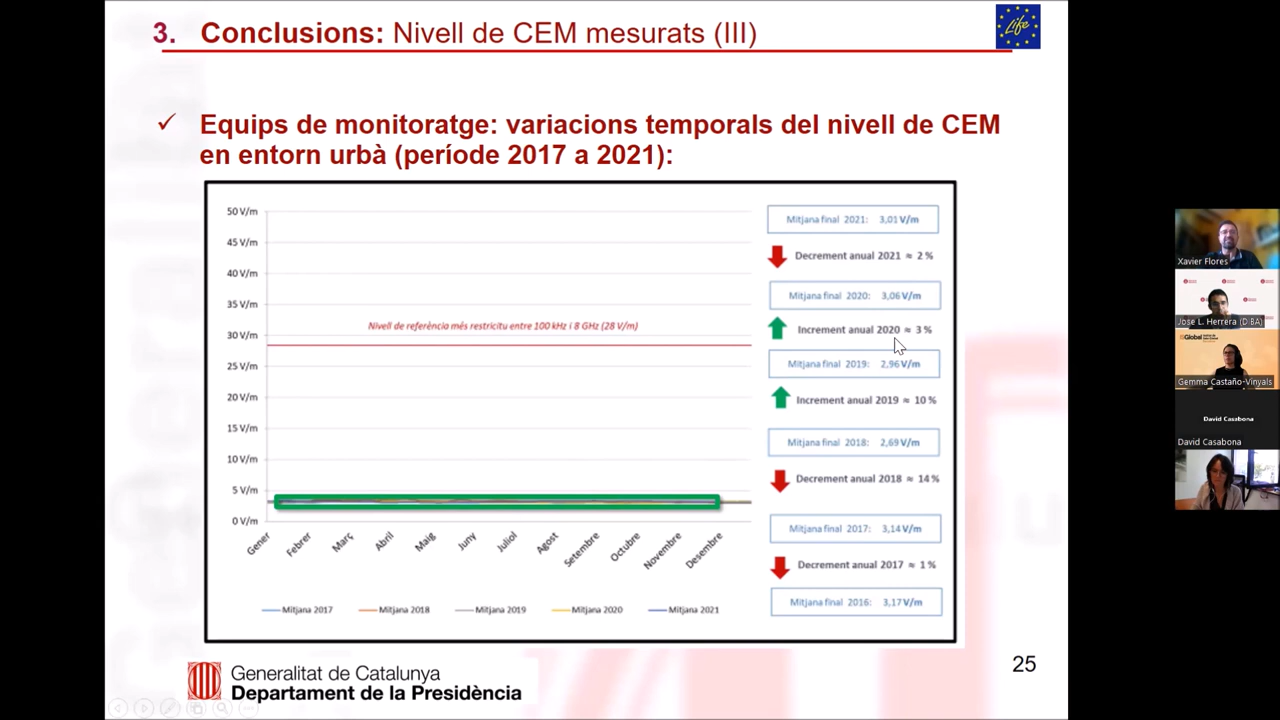 3. Conclusions: Nivell de CEM mesurats (III)
Life
✓ Equips de monitoratge: variacions temporals del nivell de CEM
en entorn urbà (període 2017 a 2021):
50 V/m
45 V/m
40 V/m
35 V/m
30 V/m
25 V/m
20 V/m
15 V/m
10 V/m
5 V/m
0 V/m
Nivell de referència més restricitu entre 100 kHz i 8 GHz (28 V/m)
Gener
Febrer
Març
Abril
Maig
Juny
Juliol
Agost
Setembre
Octubre
Novembre
Desembre
Mitjana 2017
Mitjana 2018
Mitjana 2019
Mitjana 2020
Mitjana 2021
Mitjana final 2021: 3,01 V/m
Decrement anual 2021 ≈ 2 %
Mitjana final 2020: 3,06 V/m
Increment anual 2020 ≈ 3 %
Mitjana final 2019: 2,96 V/m
Increment anual 2019 ≈ 10 %
Mitjana final 2018: 2,69 V/m
Decrement anual 2018 ≈ 14 %
Mitjana final 2017: 3,14 V/m
Decrement anual 2017 ≈ 1 %
Mitjana final 2016: 3,17 V/m
Generalitat de Catalunya
Departament de la Presidència
25
Xavier Flores
Jose L. Herrera (DIBA)
ISGlobal
Gemma Castaño-Vinyals
David Casabona
David Casabona